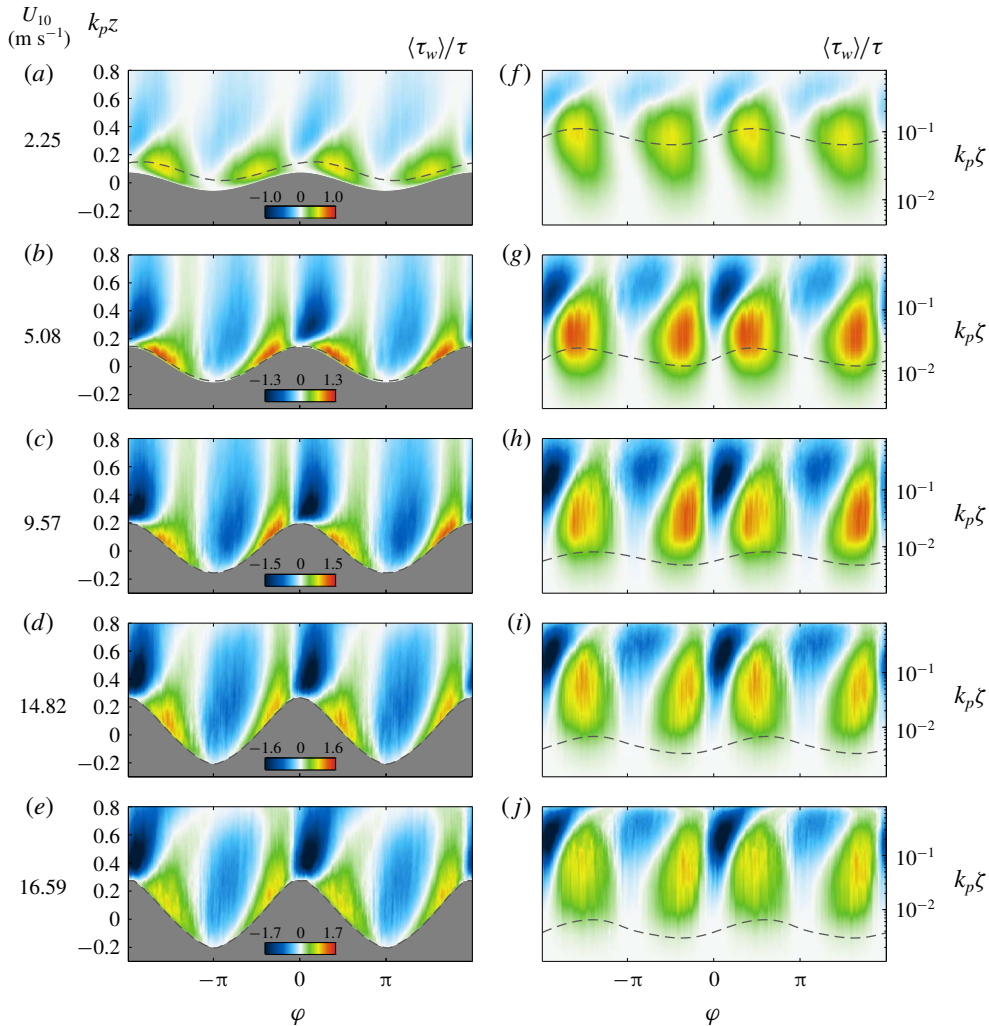 U10 kpz
(m s−1)
⟨τw⟩/τ ⟨τw⟩/τ
(a) 0.8 (f)
0.6
2.25 0.4 10−1 kpζ
0.2
0 −1.0 0 1.0 10−2
−0.2
(b) 0.8 (g)
0.6
5.08 0.4 10−1 kpζ
0.2
0 −1.3 0 1.3 10−2
−0.2
(c) 0.8 (h)
0.6
9.57 0.4 10−1 kpζ
0.2
0 −1.5 0 1.5 10−2
−0.2
(d) 0.8 (i)
0.6
14.82 0.4 10−1 kpζ
0.2
0 −1.6 0 1.6 10−2
−0.2
(e) 0.8 (j)
0.6
16.59 0.4 10−1 kpζ
0.2
0 −1.7 0 1.7 10−2
−0.2
−π 0 π −π 0 π
φ φ